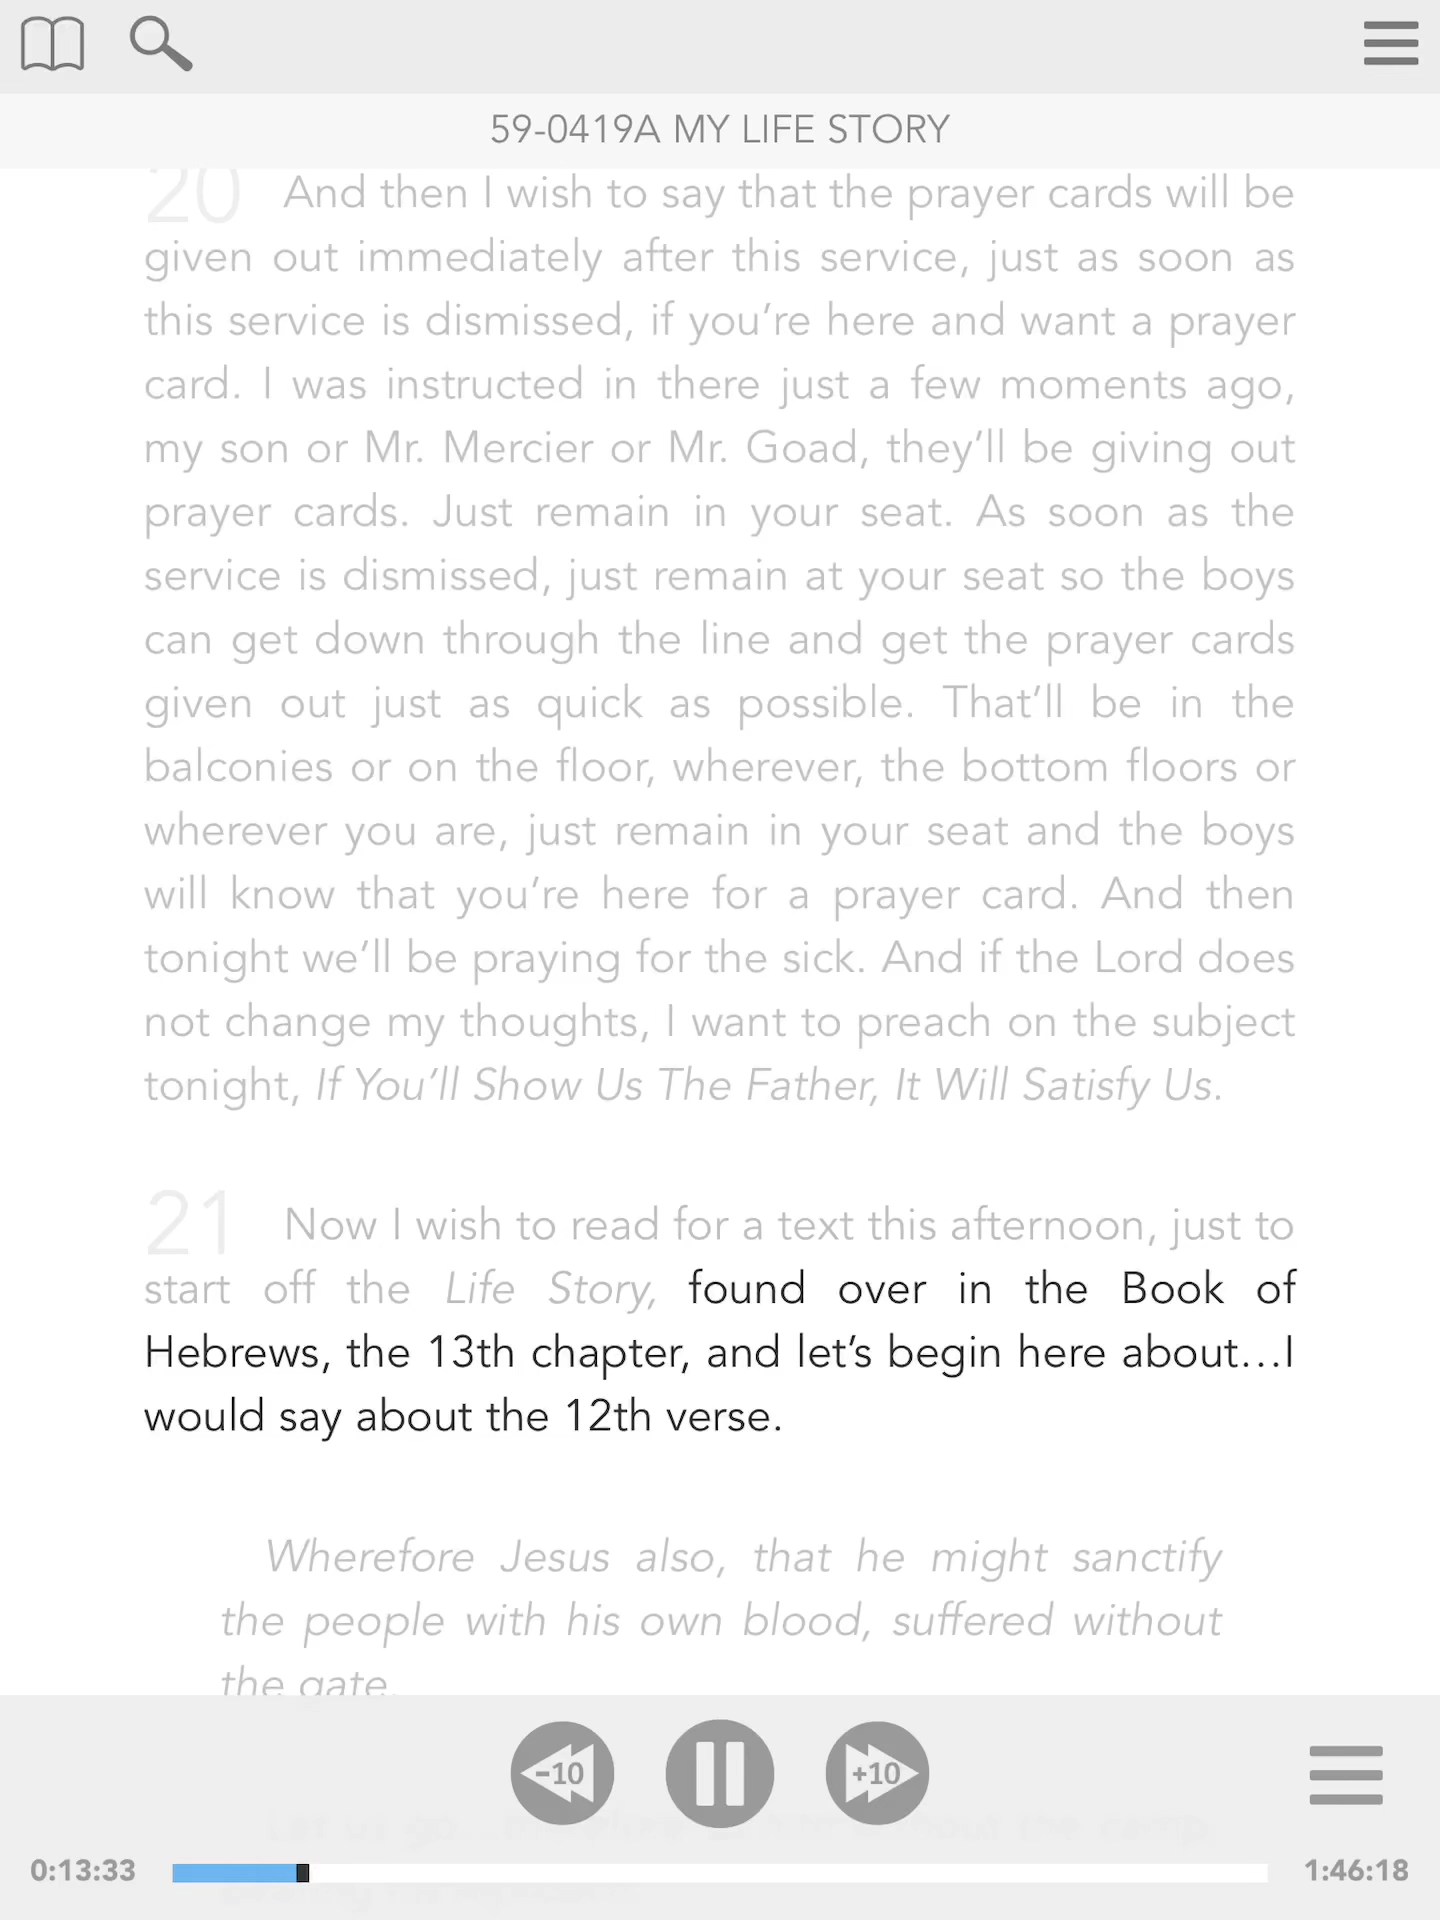 59-0419A MY LIFE STORY
20 And then I wish to say that the prayer cards will be
given out immediately after this service, just as soon as
this service is dismissed, if you’re here and want a prayer
card. I was instructed in there just a few moments ago,
my son or Mr. Mercier or Mr. Goad, they’ll be giving out
prayer cards. Just remain in your seat. As soon as the
service is dismissed, just remain at your seat so the boys
can get down through the line and get the prayer cards
given out just as quick as possible. That’ll be in the
balconies or on the floor, wherever, the bottom floors or
wherever you are, just remain in your seat and the boys
will know that you’re here for a prayer card. And then
tonight we’ll be praying for the sick. And if the Lord does
not change my thoughts, I want to preach on the subject
tonight, If You’ll Show Us The Father, It Will Satisfy Us.
21 Now I wish to read for a text this afternoon, just to
start off the Life Story, found over in the Book of
Hebrews, the 13th chapter, and let’s begin here about…I
would say about the 12th verse.
Wherefore Jesus also, that he might sanctify
the people with his own blood, suffered without
the gate.
-10 +10
Let us go without the camp,
0:13:33 1:46:18